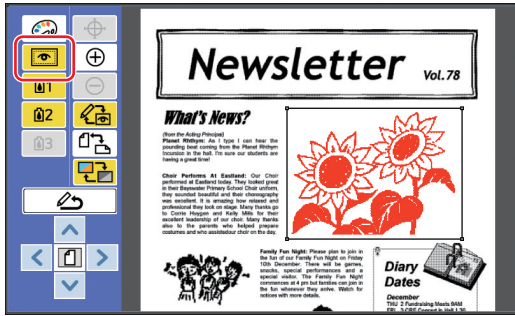 1
2
3
Newsletter Vol. 78
What's News?
(from the Acting Principal)
Planet Rhthym: As I type I can hear the
pounding beat coming from the Planet Rhthym
Incursion in the hall. I'm sure our students are
having a great time!
Choir Performs At Eastland: Our Choir
performed at Eastland today. They looked great
in their Bayswater Primary School Choir uniform,
they sounded beautiful and their choreography
was excellent. It is amazing how relaxed and
professional they look on stage. Many thanks go
to Corrie Huygen and Kelly Mills for their
excellent leadership of our choir. Many thanks
also to the parents who helped prepare
costumes and who assistadour choir on the day.
Family Fun Night: Please plan to join in
the fun of our Family Fun Night on Friday
10th December. There will be games,
snacks, special performances and a
special visitor. The Family Fun Night
commences at 4 pm but families can join in
the fun whenever they arrive. Watch for
notices with more details.
Diary
Dates
December
THU 2 Fundraising Meets 9AM